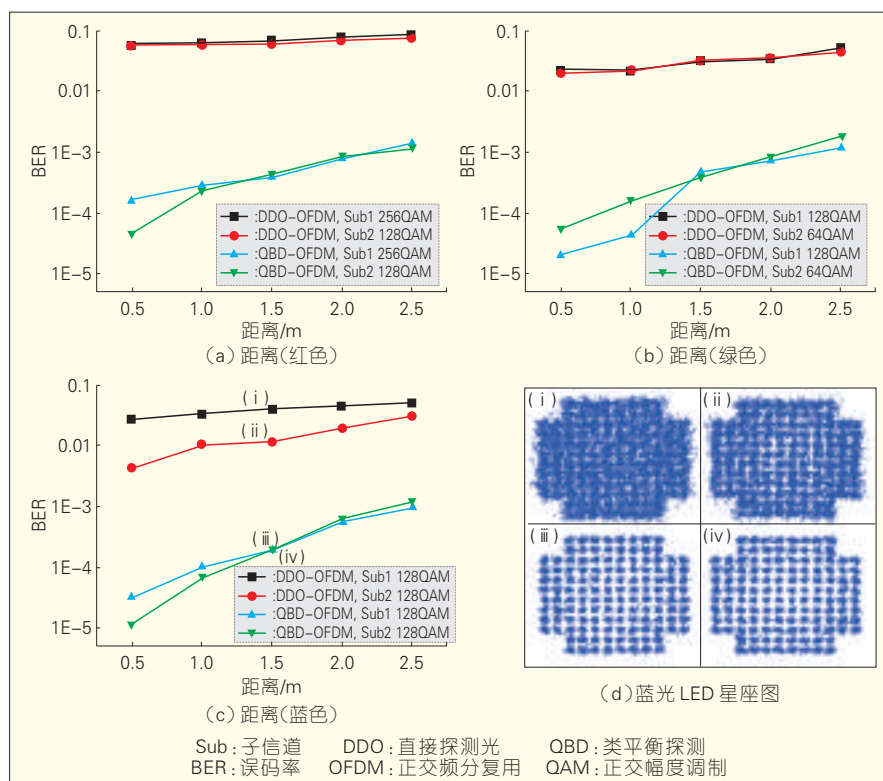 0.1
0.01
1E-3
1E-4
1E-5
BER
:DDO-OFDM, Sub1 256QAM
:DDO-OFDM, Sub2 128QAM
:QBD-OFDM, Sub1 256QAM
:QBD-OFDM, Sub2 128QAM
0.5 1.0 1.5 2.0 2.5
距离/m
(a)距离(红色)
0.1
0.01
1E-3
1E-4
1E-5
BER
:DDO-OFDM, Sub1 128QAM
:DDO-OFDM, Sub2 64QAM
:QBD-OFDM, Sub1 128QAM
:QBD-OFDM, Sub2 64QAM
0.5 1.0 1.5 2.0 2.5
距离/m
(b)距离(绿色)
0.1
0.01
1E-3
1E-4
1E-5
BER
(i)
(ii)
(iii)
(iv)
:DDO-OFDM, Sub1 128QAM
:DDO-OFDM, Sub2 128QAM
:QBD-OFDM, Sub1 128QAM
:QBD-OFDM, Sub2 128QAM
0.5 1.0 1.5 2.0 2.5
距离/m
(c)距离(蓝色)
(i) (ii)
(iii) (iv)
(d)蓝光 LED 星座图
Sub:子信道 DDO:直接探测光 QBD:类平衡探测
BER:误码率 OFDM:正交频分复用 QAM:正交幅度调制